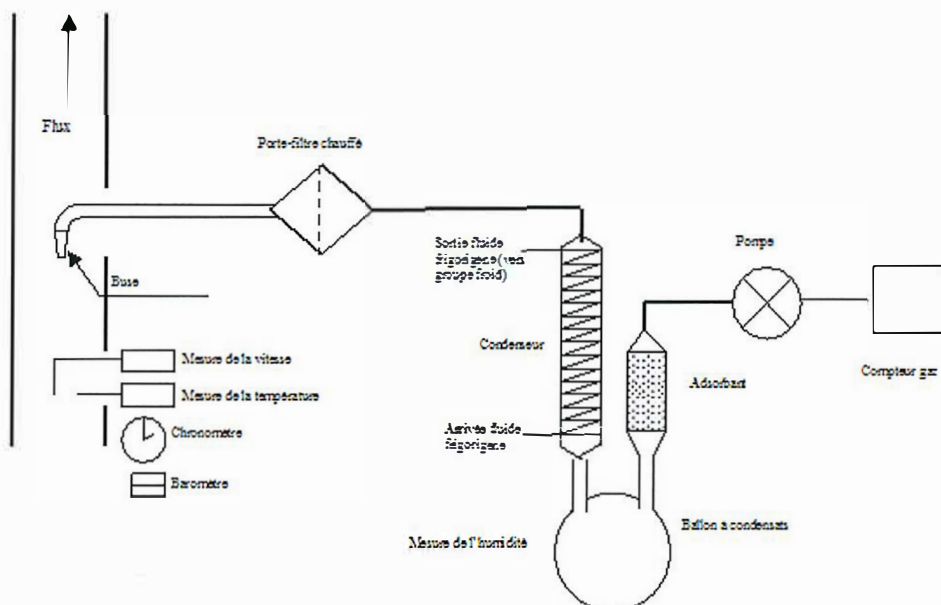 Flux
Porte-filtre chauffé
Buse
Sortie fluide
frigorigène (vers
groupe froid)
Pompe
Condenseur
Adsorbant
Compteur gaz
Mesure de la vitesse
Mesure de la température
Chronomètre
Baromètre
Arrivée fluide
frigorigène
Mesure de l'humidité
Ballon à condensats